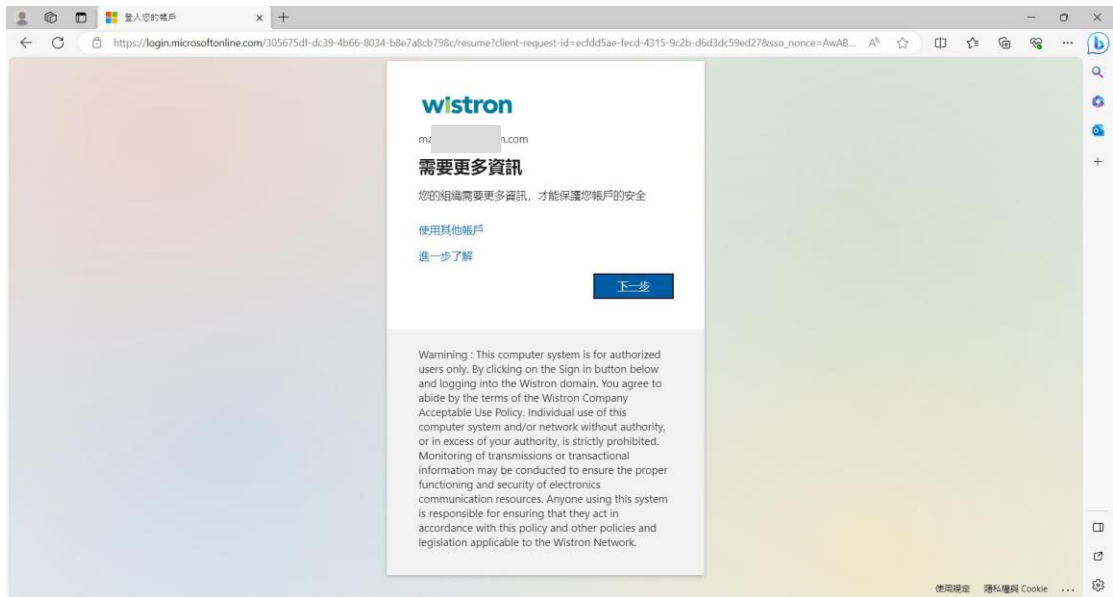 登入您的帳戶
https://login.microsoftonline.com/305675df-dc39-4b66-8034-b8e7a8cb798c/resume?client-request-id=ecfdd5ae-fecd-4315-9c2b-d6d3dc59ed27&sso_nonce=AwAB...
wistron
ma n.com
需要更多資訊
您的組織需要更多資訊，才能保護您帳戶的安全
使用其他帳戶
進一步了解
下一步
Warnining : This computer system is for authorized
users only. By clicking on the Sign in button below
and logging into the Wistron domain. You agree to
abide by the terms of the Wistron Company
Acceptable Use Policy. Individual use of this
computer system and/or network without authority,
or in excess of your authority, is strictly prohibited.
Monitoring of transmissions or transactional
information may be conducted to ensure the proper
functioning and security of electronics
communication resources. Anyone using this system
is responsible for ensuring that they act in
accordance with this policy and other policies and
legislation applicable to the Wistron Network.
使用規定 隱私權與 Cookie ...